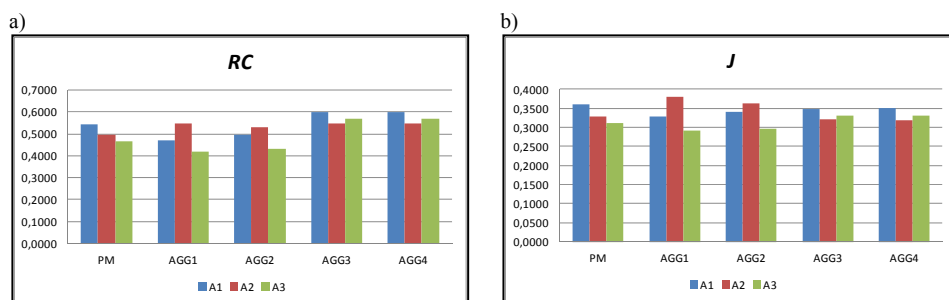 a)
RC
0,7000
0,6000
0,5000
0,4000
0,3000
0,2000
0,1000
0,0000
PM AGG1 AGG2 AGG3 AGG4
A1 A2 A3
b)
J
0,4000
0,3500
0,3000
0,2500
0,2000
0,1500
0,1000
0,0500
0,0000
PM AGG1 AGG2 AGG3 AGG4
A1 A2 A3